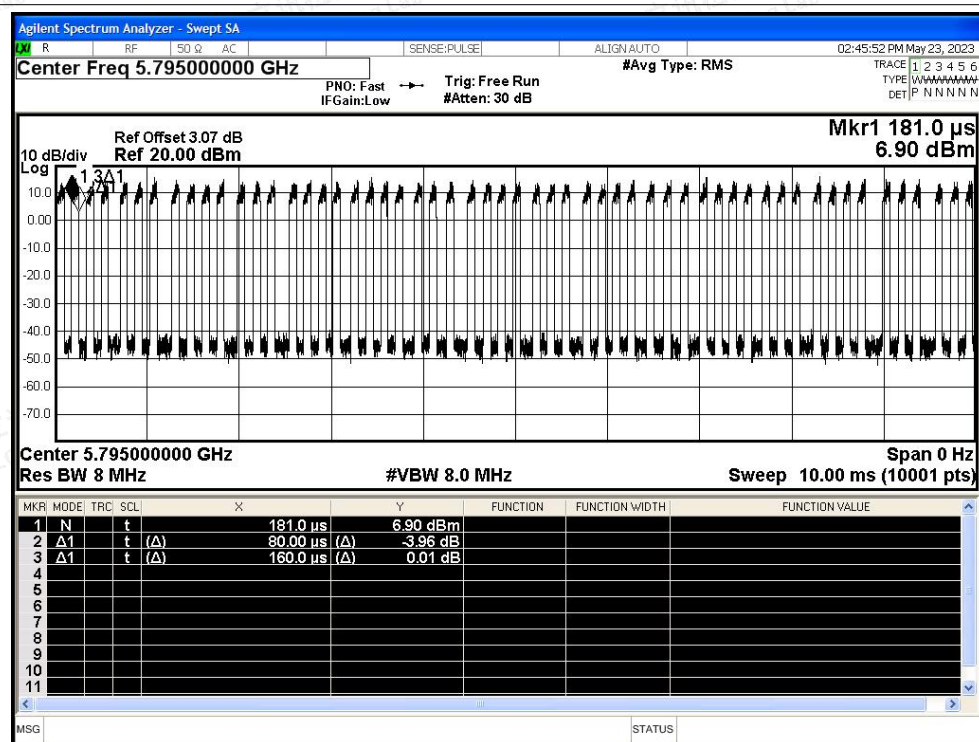 Agilent Spectrum Analyzer - Swept SA
LXI R RF 50 Ω AC SENSE:PULSE ALIGN AUTO 02:45:52 PM May 23, 2023
Center Freq 5.795000000 GHz #Avg Type: RMS TRACE 1 2 3 4 5 6
PNO: Fast Trig: Free Run TYPE WWWWWW
IFGain:Low #Atten: 30 dB DET P N N N N N
Mkr1 181.0 µs
Ref Offset 3.07 dB
10 dB/div Ref 20.00 dBm 6.90 dBm
Log
1 3Δ1
10.0
0.00
-10.0
-20.0
-30.0
-40.0
-50.0
-60.0
-70.0
Center 5.795000000 GHz Span 0 Hz
Res BW 8 MHz #VBW 8.0 MHz Sweep 10.00 ms (10001 pts)
MKR MODE TRC SCL X Y FUNCTION FUNCTION WIDTH FUNCTION VALUE
1 N t 181.0 µs 6.90 dBm
2 Δ1 t (Δ) 80.00 µs (Δ) -3.96 dB
3 Δ1 t (Δ) 160.0 µs (Δ) 0.01 dB
4
5
6
7
8
9
10
11
MSG STATUS